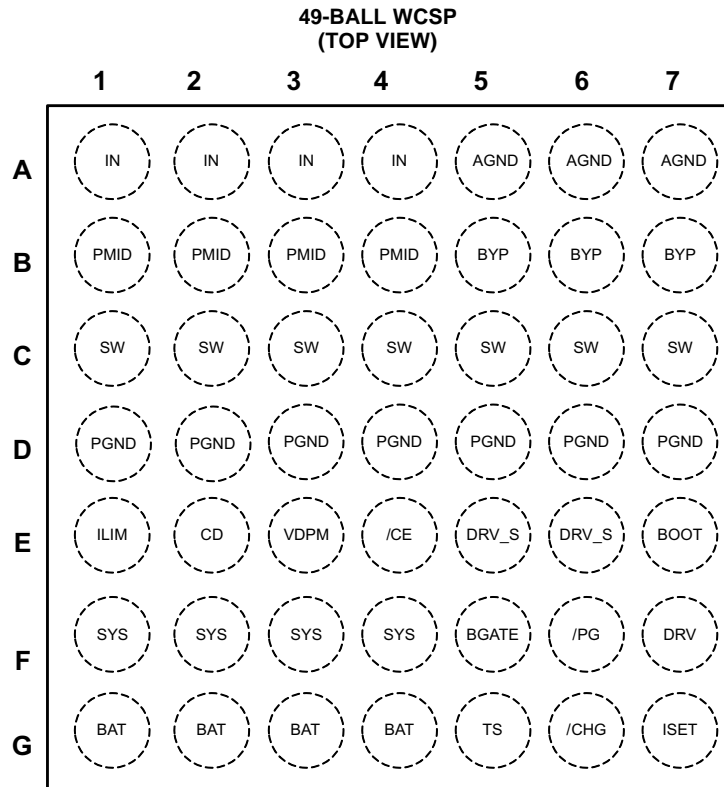 49-BALL WCSP
(TOP VIEW)
1 2 3 4 5 6 7
A IN IN IN IN AGND AGND AGND
B PMID PMID PMID PMID BYP BYP BYP
C SW SW SW SW SW SW SW
D PGND PGND PGND PGND PGND PGND PGND
E ILIM CD VDPM /CE DRV_S DRV_S BOOT
F SYS SYS SYS SYS BGATE /PG DRV
G BAT BAT BAT BAT TS /CHG ISET